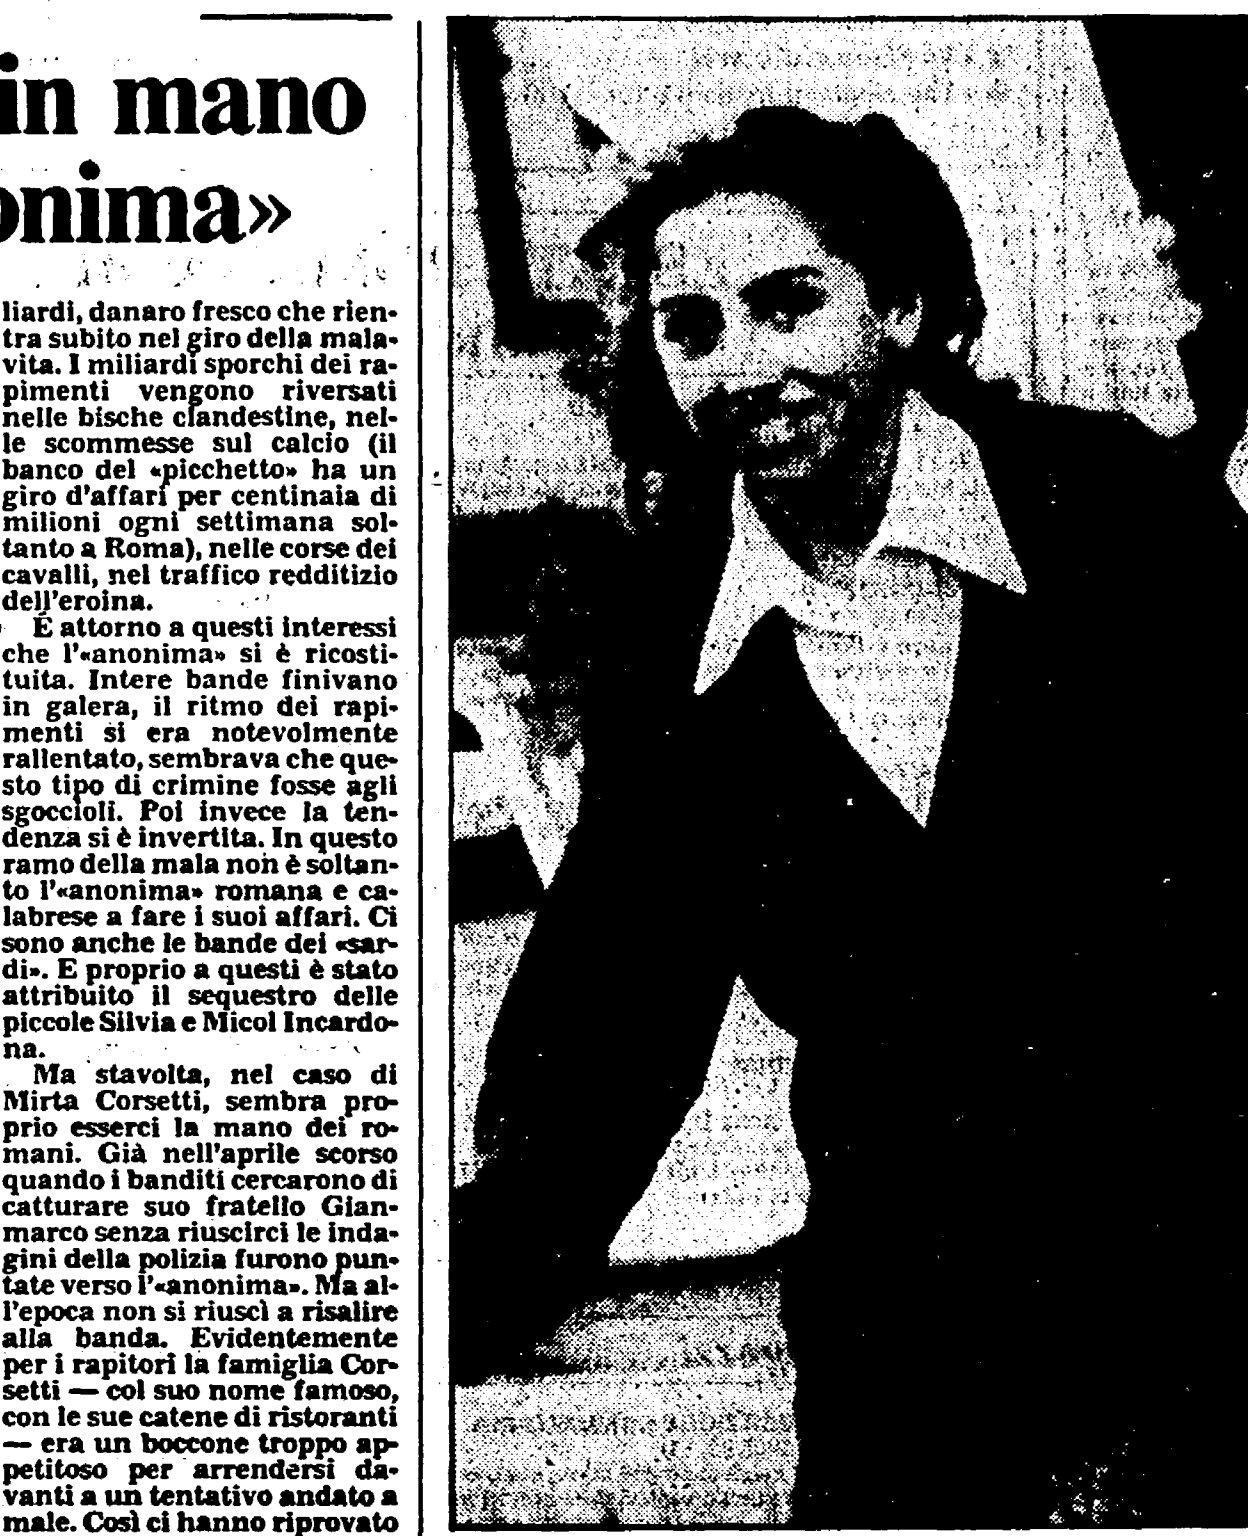 in mano
onima»
liardi, danaro fresco che rien-
tra subito nel giro della mala-
vita. I miliardi sporchi dei ra-
pimenti vengono riversati
nelle bische clandestine, nel-
le scommesse sul calcio (il
banco del «picchetto» ha un
giro d'affari per centinaia di
milioni ogni settimana sol-
tanto a Roma), nelle corse dei
cavalli, nel traffico redditizio
dell'eroina.
É attorno a questi interessi
che l'«anonima» si è ricosti-
tuita. Intere bande finivano
in galera, il ritmo dei rapi-
menti si era notevolmente
rallentato, sembrava che que-
sto tipo di crimine fosse agli
sgoccioli. Poi invece la ten-
denza si è invertita. In questo
ramo della mala non è soltan-
to l'«anonima» romana e ca-
labrese a fare i suoi affari. Ci
sono anche le bande dei «sar-
di». E proprio a questi è stato
attribuito il sequestro delle
piccole Silvia e Micol Incardo-
na.
Ma stavolta, nel caso di
Mirta Corsetti, sembra pro-
prio esserci la mano dei ro-
mani. Già nell'aprile scorso
quando i banditi cercarono di
catturare suo fratello Gian-
marco senza riuscirci le inda-
gini della polizia furono pun-
tate verso l'«anonima». Ma al-
l'epoca non si riuscì a risalire
alla banda. Evidentemente
per i rapitori la famiglia Cor-
setti — col suo nome famoso,
con le sue catene di ristoranti
— era un boccone troppo ap-
petitoso per arrendersi da-
vanti a un tentativo andato a
male. Così ci hanno riprovato